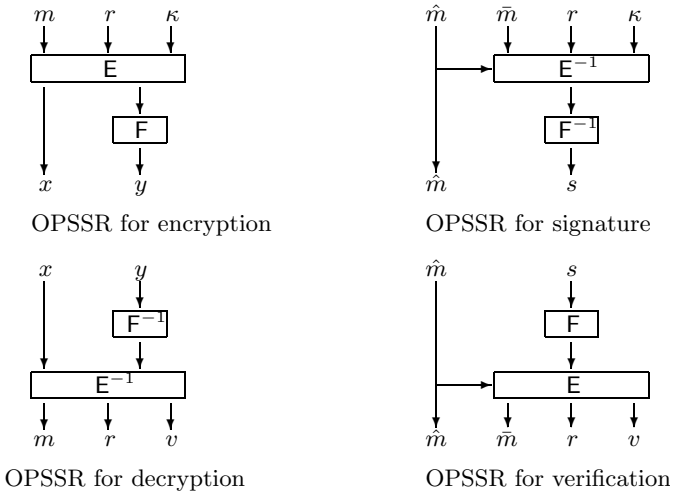 m r κ
E
F
x y
OPSSR for encryption
m̂ m̄ r κ
E⁻¹
F⁻¹
m̂ s
OPSSR for signature
x y
F⁻¹
E⁻¹
m r v
OPSSR for decryption
m̂ s
F
E
m̂ m̄ r v
OPSSR for verification